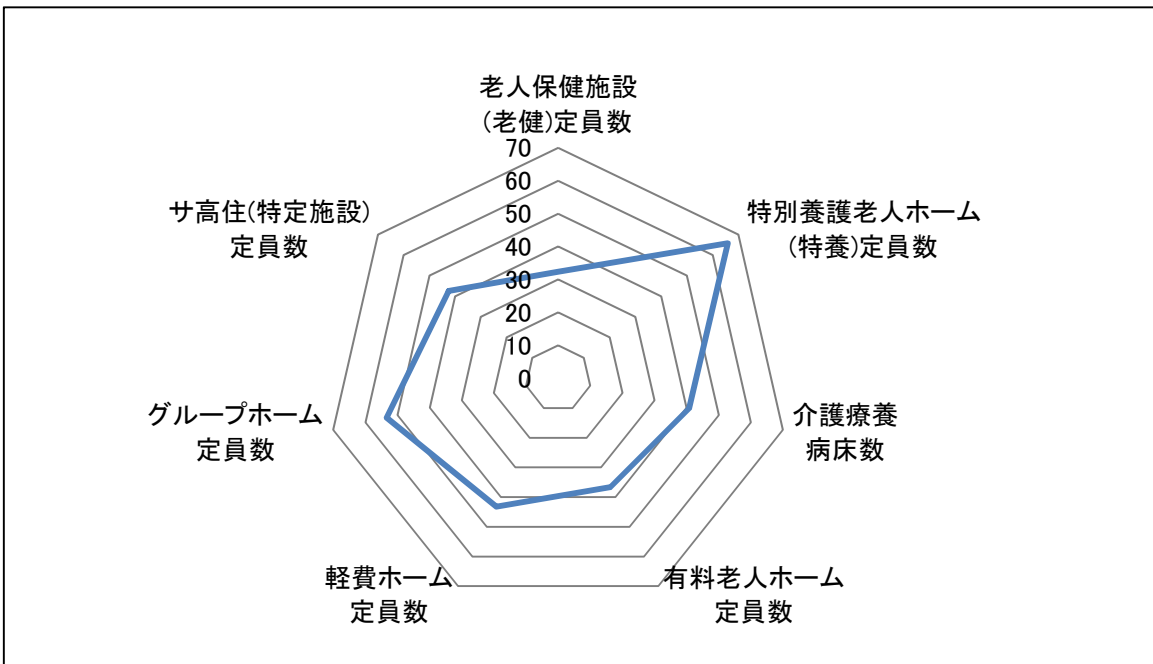 老人保健施設
(老健)定員数
特別養護老人ホーム
(特養)定員数
介護療養
病床数
有料老人ホーム
定員数
軽費ホーム
定員数
グループホーム
定員数
サ高住(特定施設)
定員数
70
60
50
40
30
20
10
0